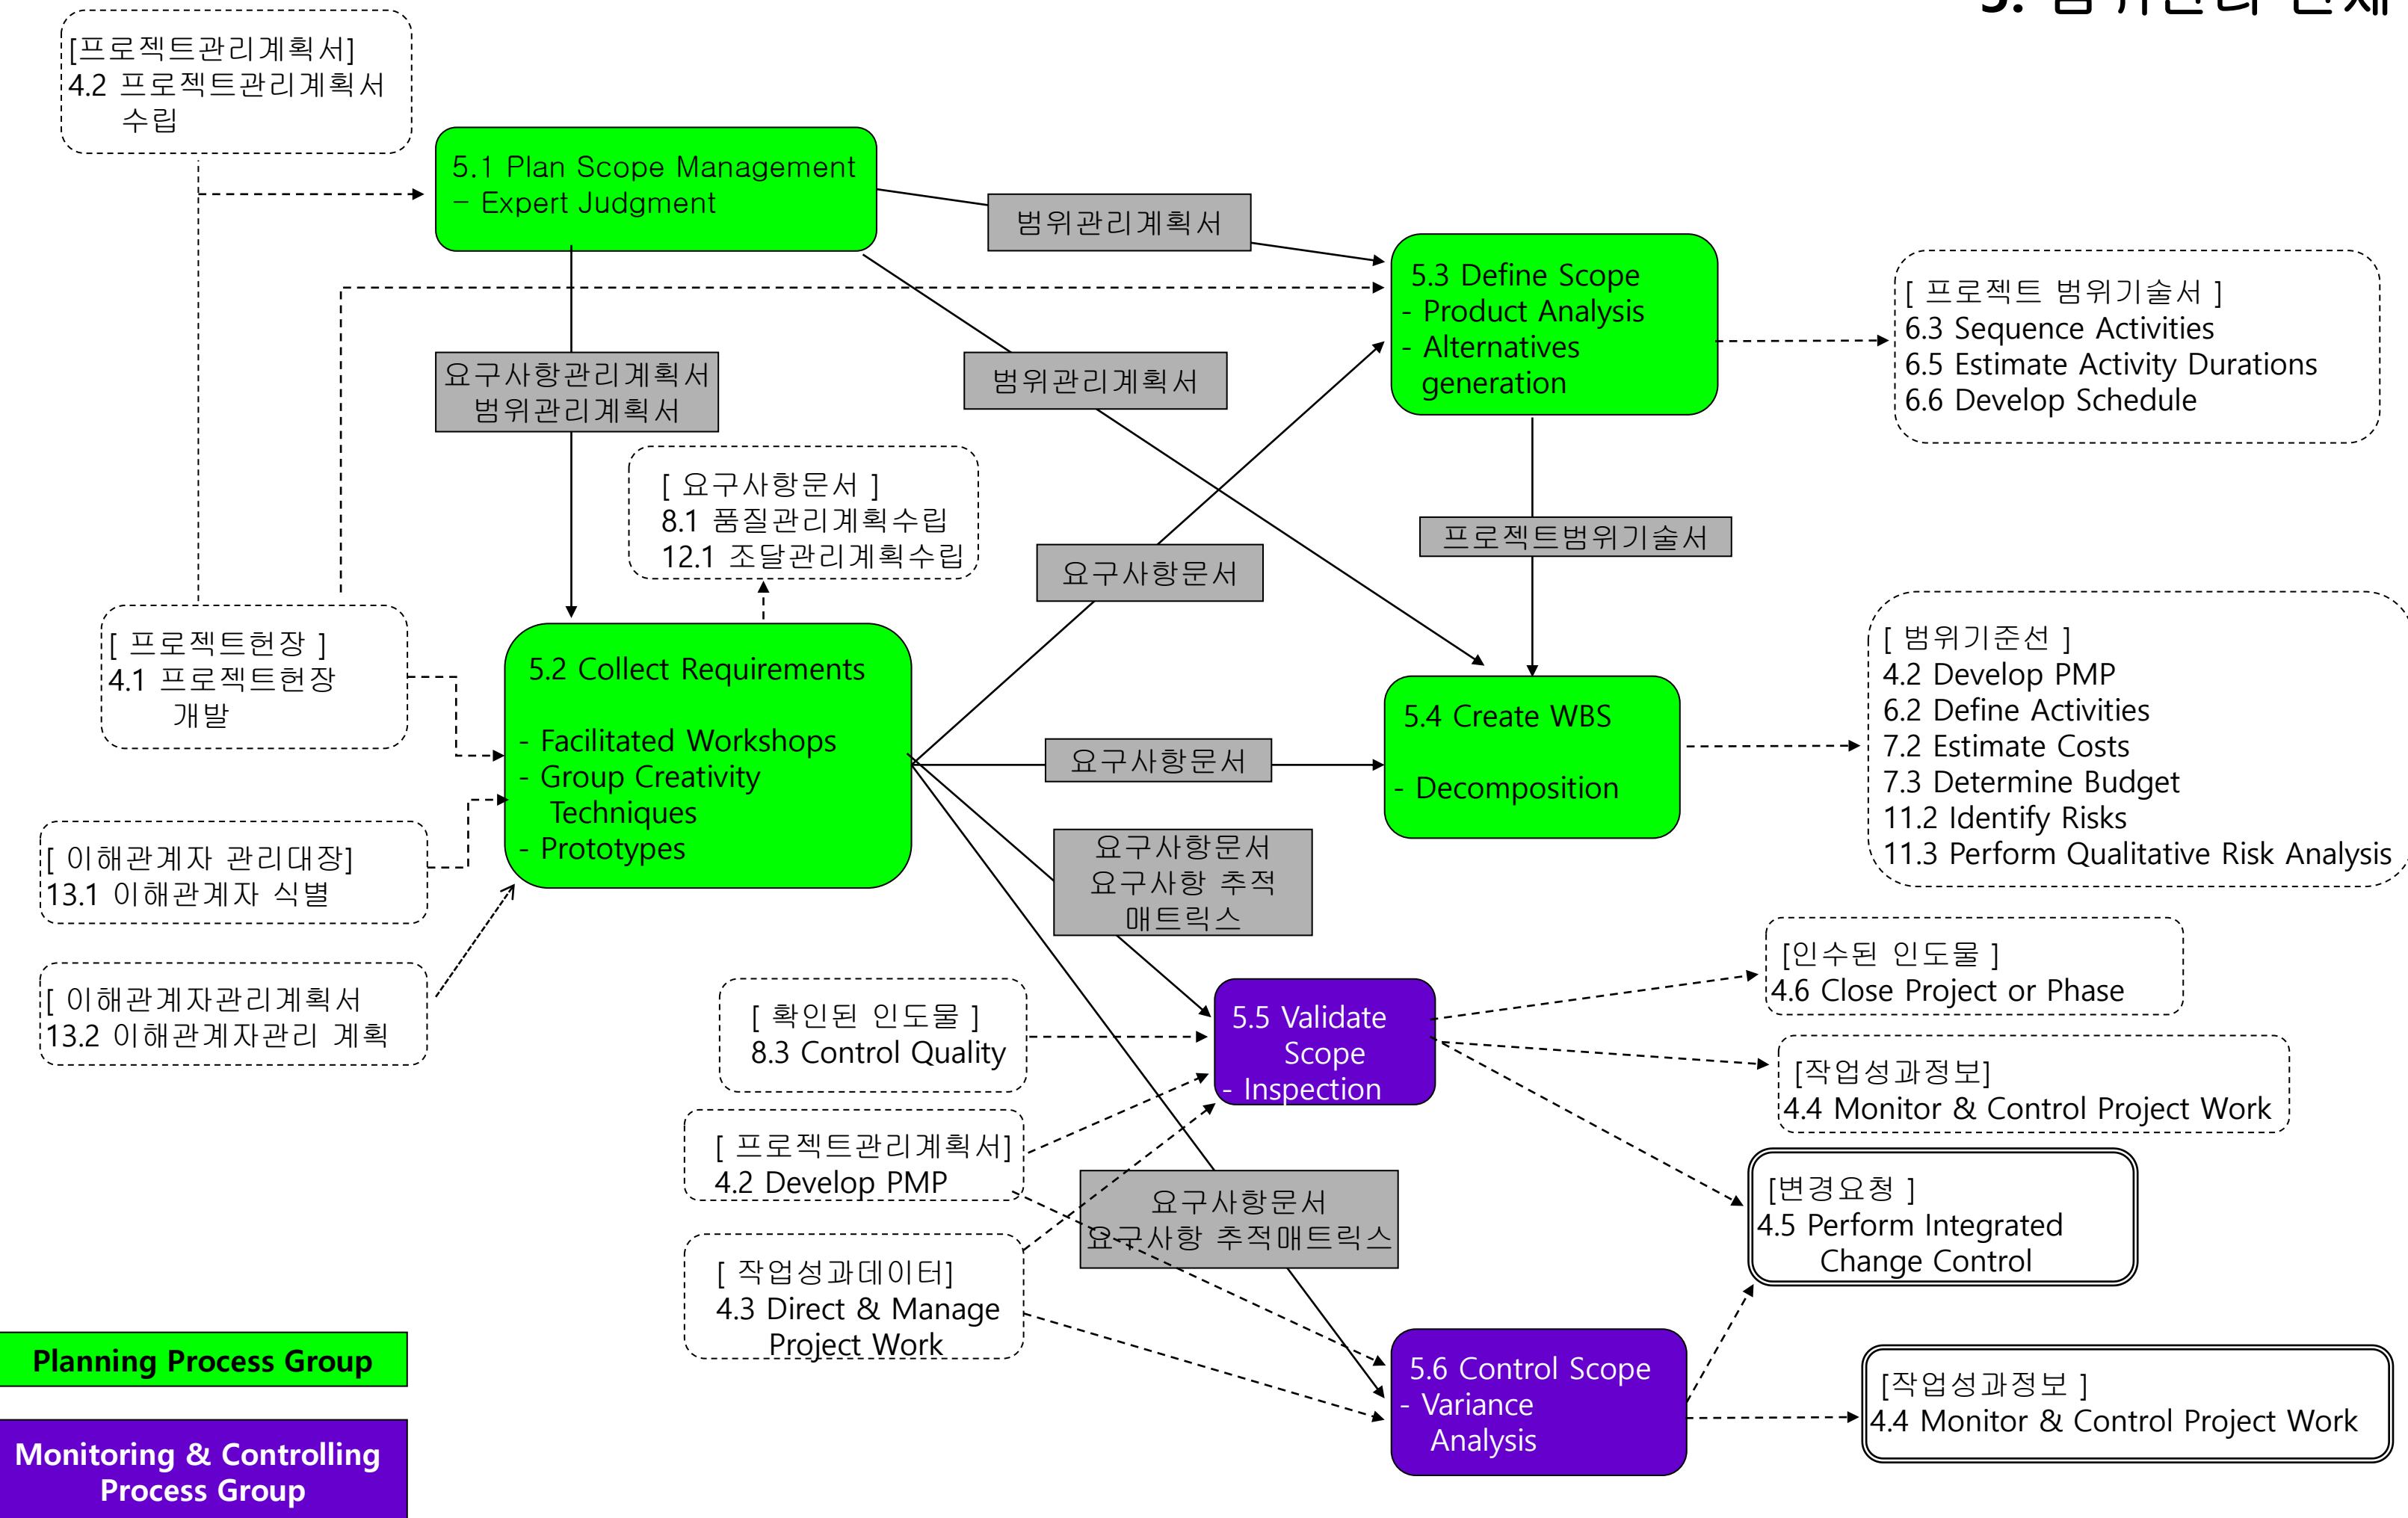 5. 범위관리 전체
[프로젝트관리계획서]
4.2 프로젝트관리계획서
수립
5.1 Plan Scope Management
- Expert Judgment
범위관리계획서
5.3 Define Scope
- Product Analysis
- Alternatives
generation
[ 프로젝트 범위기술서 ]
6.3 Sequence Activities
6.5 Estimate Activity Durations
6.6 Develop Schedule
요구사항관리계획서
범위관리계획서
범위관리계획서
[ 요구사항문서 ]
8.1 품질관리계획수립
12.1 조달관리계획수립
프로젝트범위기술서
요구사항문서
[ 프로젝트헌장 ]
4.1 프로젝트헌장
개발
5.2 Collect Requirements
- Facilitated Workshops
- Group Creativity
Techniques
- Prototypes
요구사항문서
5.4 Create WBS
- Decomposition
[ 범위기준선 ]
4.2 Develop PMP
6.2 Define Activities
7.2 Estimate Costs
7.3 Determine Budget
11.2 Identify Risks
11.3 Perform Qualitative Risk Analysis
[ 이해관계자 관리대장]
13.1 이해관계자 식별
요구사항문서
요구사항 추적
매트릭스
[ 이해관계자관리계획서
13.2 이해관계자관리 계획
[ 확인된 인도물 ]
8.3 Control Quality
5.5 Validate
Scope
- Inspection
[인수된 인도물 ]
4.6 Close Project or Phase
[작업성과정보]
4.4 Monitor & Control Project Work
[ 프로젝트관리계획서]
4.2 Develop PMP
요구사항문서
요구사항 추적매트릭스
[변경요청 ]
4.5 Perform Integrated
Change Control
[ 작업성과데이터]
4.3 Direct & Manage
Project Work
5.6 Control Scope
- Variance
Analysis
[작업성과정보 ]
4.4 Monitor & Control Project Work
Planning Process Group
Monitoring & Controlling
Process Group